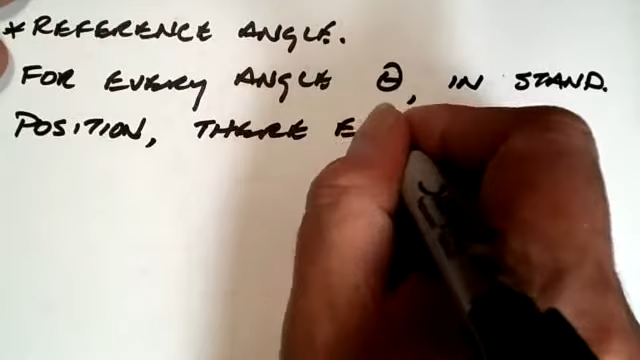 * REFERENCE ANGLE.
FOR EVERY ANGLE θ, IN STAND.
POSITION, THERE E